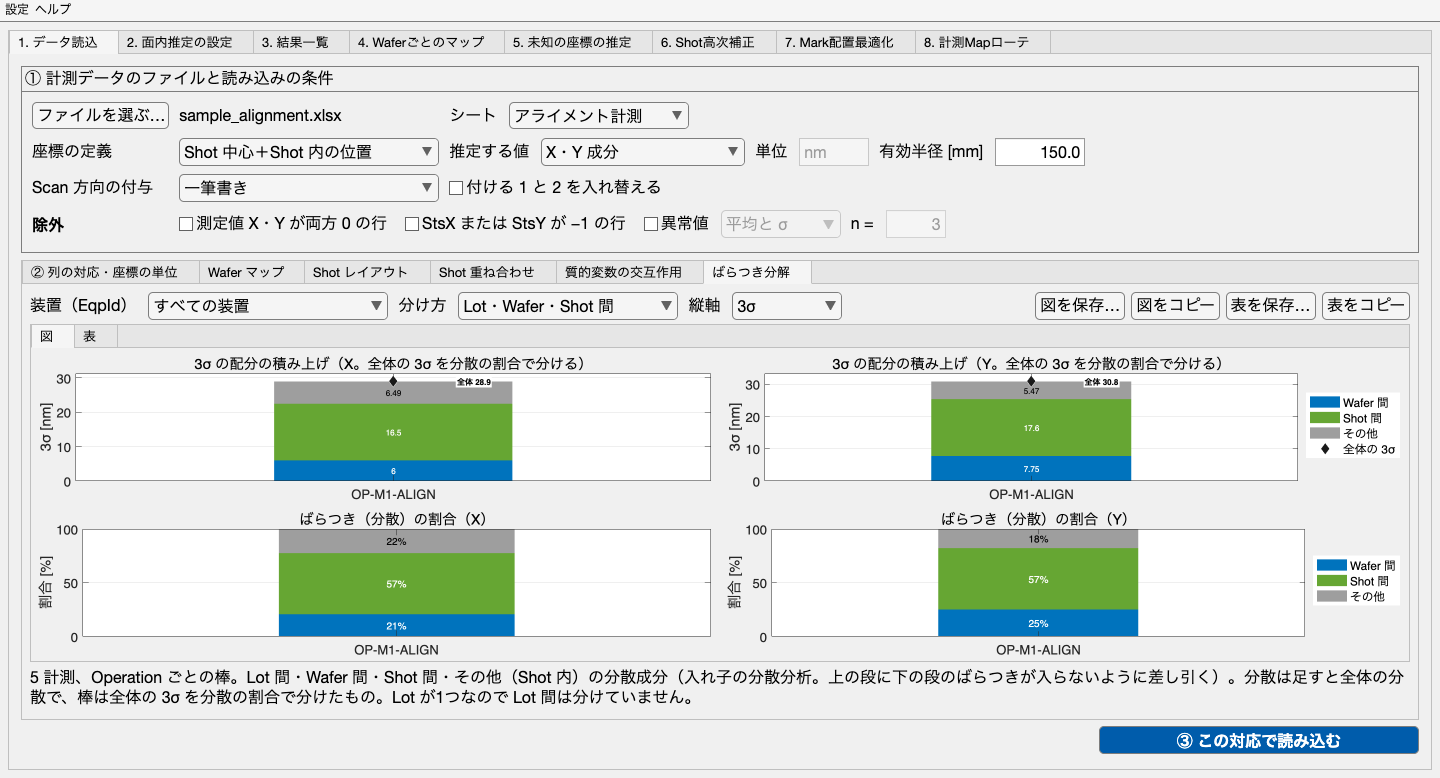 設定 ヘルプ
1. データ読込 2. 面内推定の設定 3. 結果一覧 4. Waferごとのマップ 5. 未知の座標の推定 6. Shot高次補正 7. Mark配置最適化 8. 計測Mapローテ
① 計測データのファイルと読み込みの条件
ファイルを選ぶ... sample_alignment.xlsx シート アライメント計測
座標の定義 Shot 中心＋Shot 内の位置 推定する値 X・Y 成分 単位 nm 有効半径 [mm] 150.0
Scan 方向の付与 一筆書き 付ける 1 と 2 を入れ替える
除外 測定値 X・Y が両方 0 の行 StsX または StsY が −1 の行 異常値 平均と σ n = 3
② 列の対応・座標の単位 Wafer マップ Shot レイアウト Shot 重ね合わせ 質的変数の交互作用 ばらつき分解
装置（EqpId） すべての装置 分け方 Lot・Wafer・Shot 間 縦軸 3σ 図を保存... 図をコピー 表を保存... 表をコピー
図 表
3σ の配分の積み上げ（X。全体の 3σ を分散の割合で分ける）
3σ [nm]
30
20
10
0
全体 28.9
6.49
16.5
6
OP-M1-ALIGN
3σ の配分の積み上げ（Y。全体の 3σ を分散の割合で分ける）
3σ [nm]
30
20
10
0
全体 30.8
5.47
17.6
7.75
OP-M1-ALIGN
Wafer 間
Shot 間
その他
全体の 3σ
ばらつき（分散）の割合（X）
割合 [%]
100
50
0
22%
57%
21%
OP-M1-ALIGN
ばらつき（分散）の割合（Y）
割合 [%]
100
50
0
18%
57%
25%
OP-M1-ALIGN
Wafer 間
Shot 間
その他
5 計測、Operation ごとの棒。Lot 間・Wafer 間・Shot 間・その他（Shot 内）の分散成分（入れ子の分散分析。上の段に下の段のばらつきが入らないように差し引く）。分散は足すと全体の分
散で、棒は全体の 3σ を分散の割合で分けたもの。Lot が1つなので Lot 間は分けていません。
③ この対応で読み込む